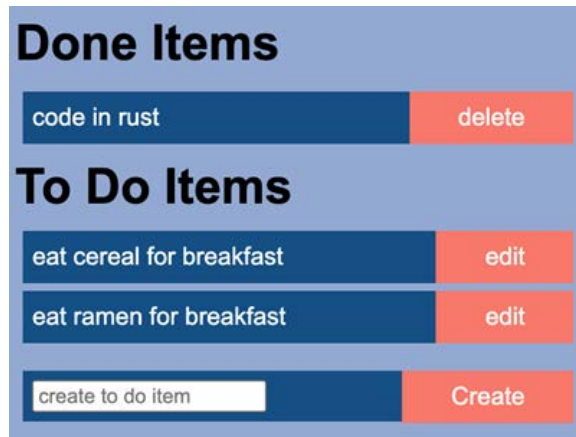 Done Items
code in rust delete
To Do Items
eat cereal for breakfast edit
eat ramen for breakfast edit
create to do item Create